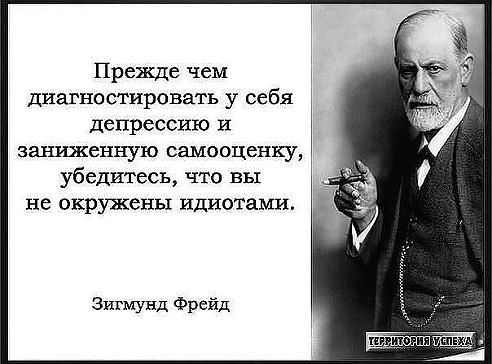 Прежде чем
диагностировать у себя
депрессию и
заниженную самооценку,
убедитесь, что вы
не окружены идиотами.
Зигмунд Фрейд
ТЕРРИТОРИЯ УСПЕХА